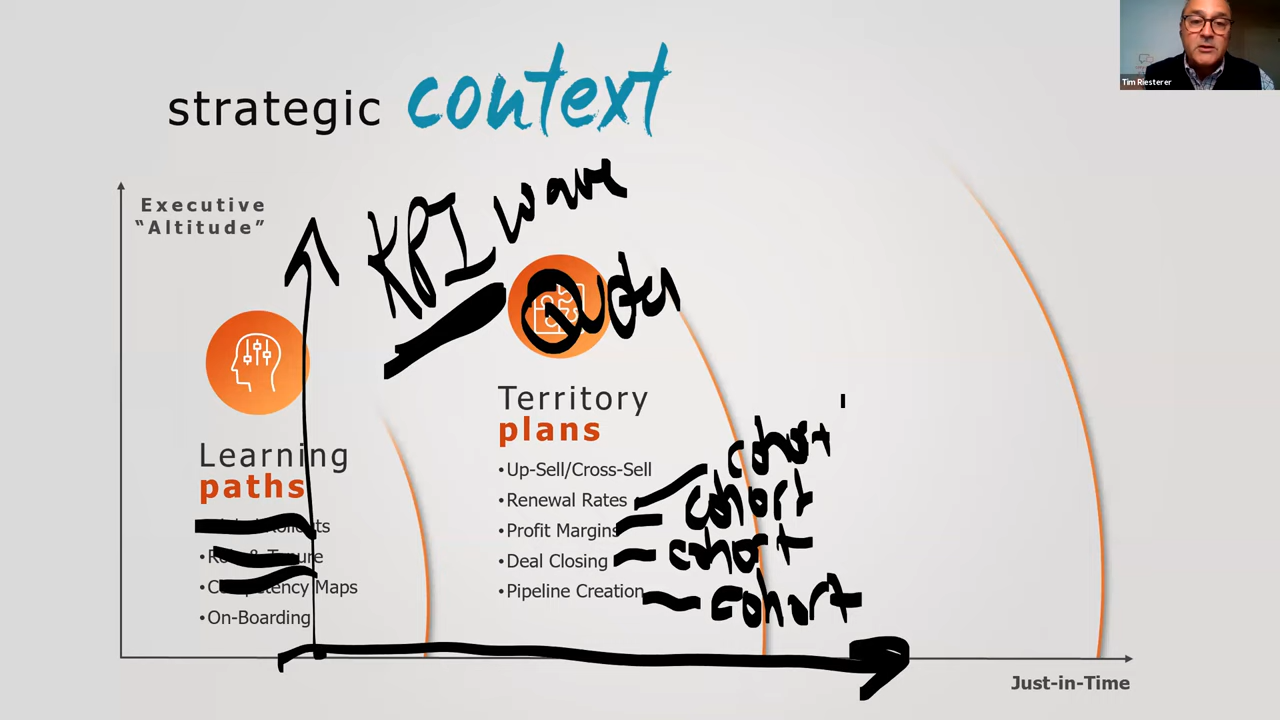 strategic context
Tim Riesterer
Executive
“Altitude”
KPI wave
Learning
paths
•Competency Maps
•On-Boarding
Territory
plans
•Up-Sell/Cross-Sell
•Renewal Rates
•Profit Margins
•Deal Closing
•Pipeline Creation
cohort
cohort
cohort
cohort
Just-in-Time